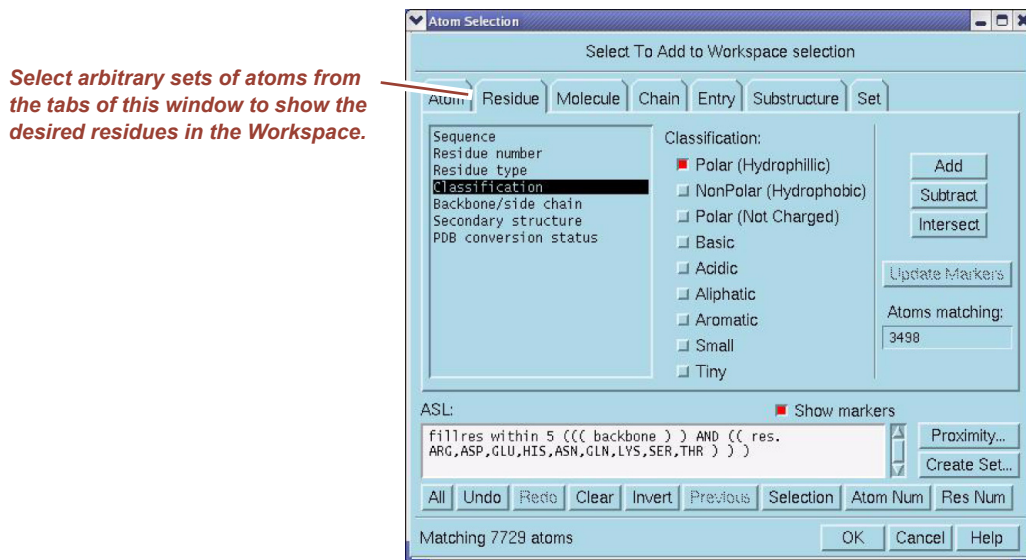 Select arbitrary sets of atoms from
the tabs of this window to show the
desired residues in the Workspace.
Atom Selection
Select To Add to Workspace selection
Atom Residue Molecule Chain Entry Substructure Set
Sequence
Residue number
Residue type
Classification
Backbone/side chain
Secondary structure
PDB conversion status
Classification:
Polar (Hydrophillic)
NonPolar (Hydrophobic)
Polar (Not Charged)
Basic
Acidic
Aliphatic
Aromatic
Small
Tiny
Add
Subtract
Intersect
Update Markers
Atoms matching:
3498
ASL:
Show markers
fillres within 5 ((( backbone ) ) AND (( res.
ARG,ASP,GLU,HIS,ASN,GLN,LYS,SER,THR ) ) )
Proximity...
Create Set...
All Undo Redo Clear Invert Previous Selection Atom Num Res Num
Matching 7729 atoms
OK Cancel Help